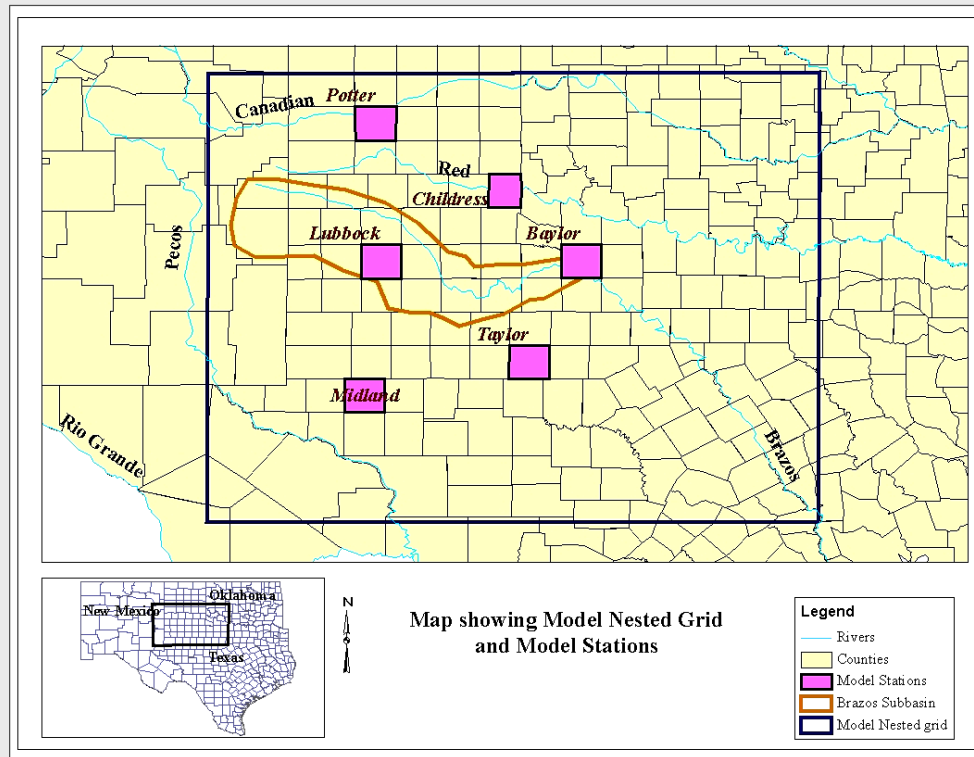 Canadian
Potter
Red
Childress
Pecos
Lubbock
Baylor
Taylor
Midland
Rio Grande
Brazos
New Mexico
Oklahoma
Texas
N
Map showing Model Nested Grid
and Model Stations
Legend
Rivers
Counties
Model Stations
Brazos Subbasin
Model Nested grid